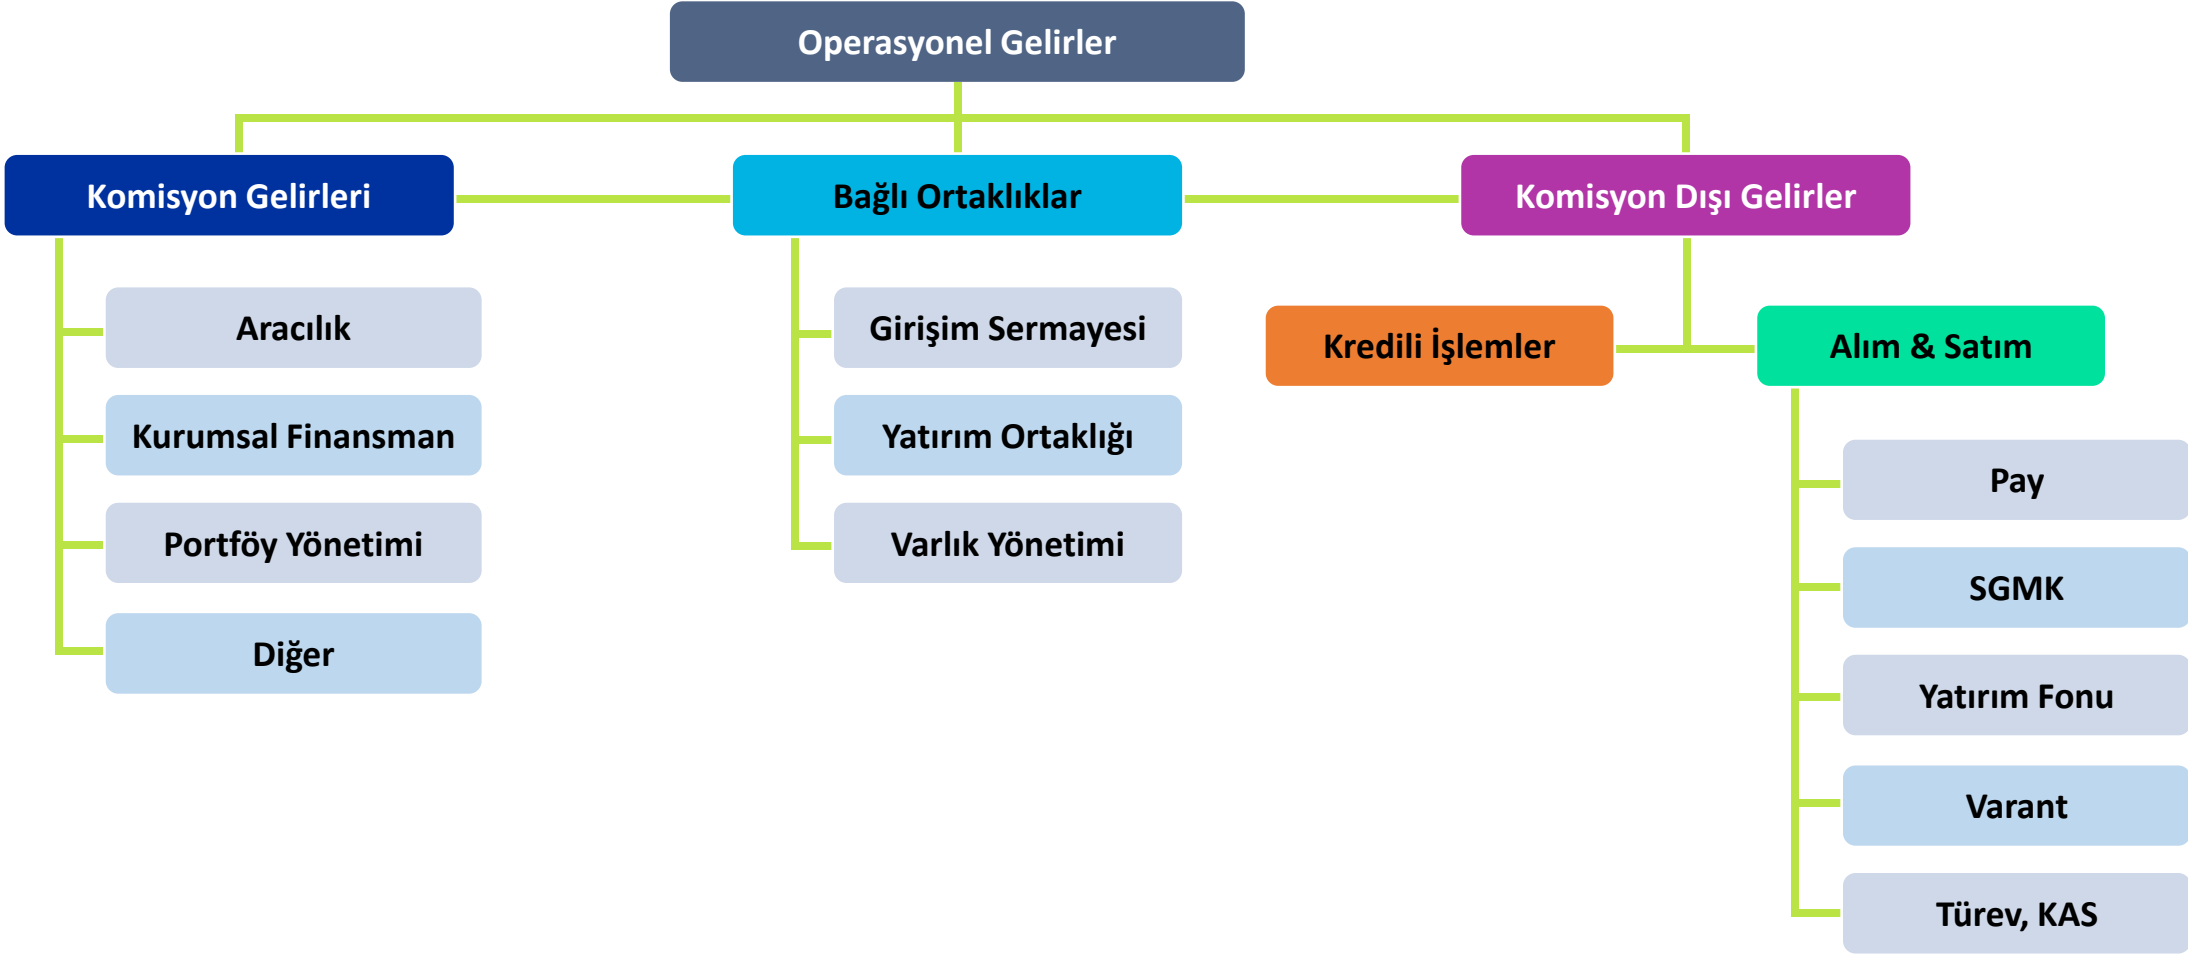 Operasyonel Gelirler
Komisyon Gelirleri
Bağlı Ortaklıklar
Komisyon Dışı Gelirler
Aracılık
Kurumsal Finansman
Portföy Yönetimi
Diğer
Girişim Sermayesi
Yatırım Ortaklığı
Varlık Yönetimi
Kredili İşlemler
Alım & Satım
Pay
SGMK
Yatırım Fonu
Varant
Türev, KAS